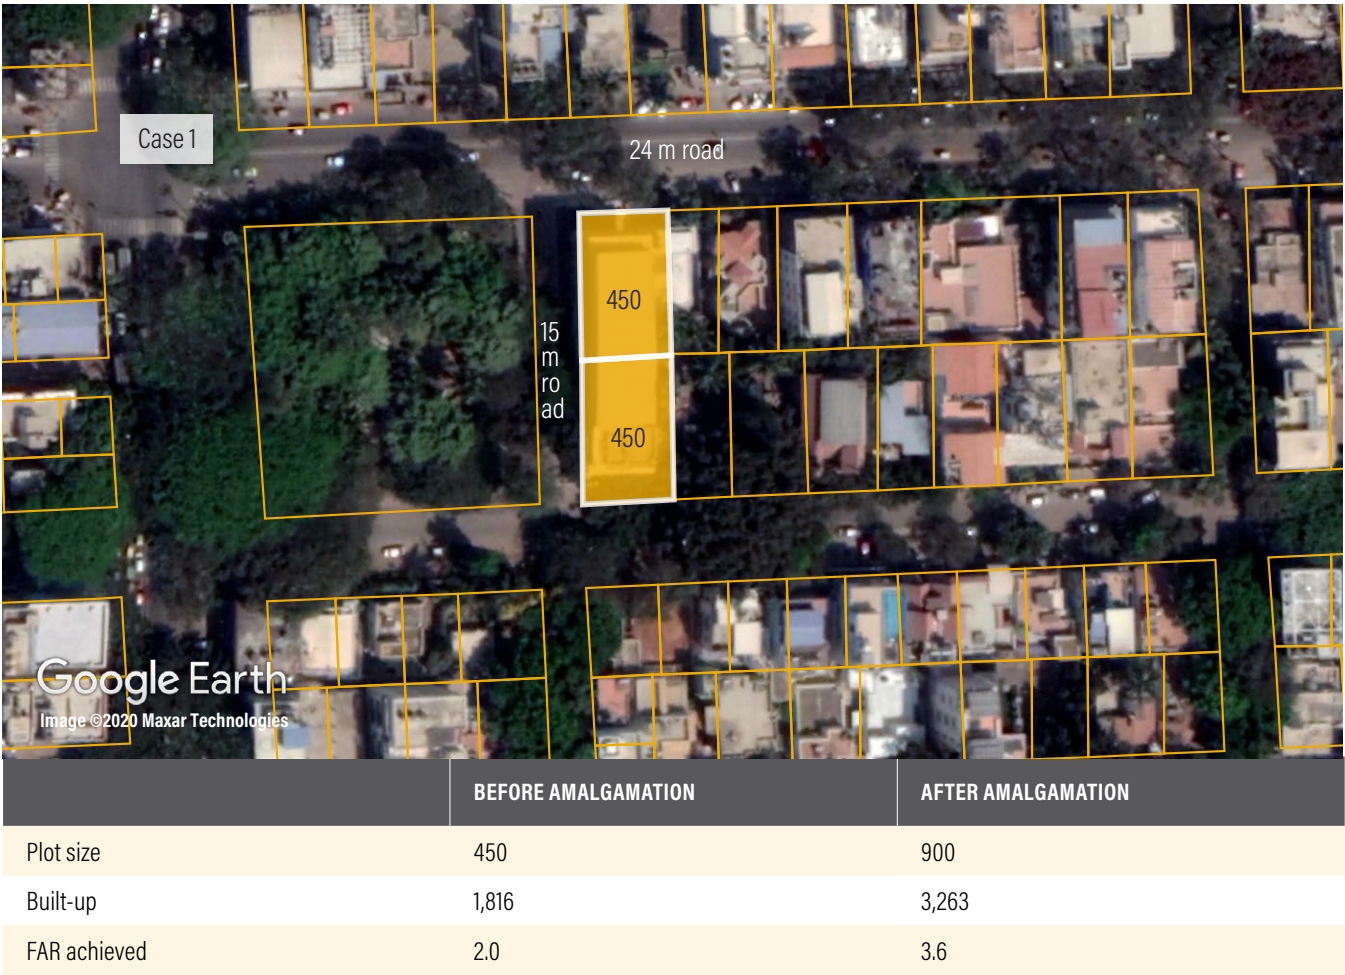 Case 1
24 m road
450
15
m
ro
ad
450
Google Earth
Image ©2020 Maxar Technologies
BEFORE AMALGAMATION AFTER AMALGAMATION
Plot size 450 900
Built-up 1,816 3,263
FAR achieved 2.0 3.6